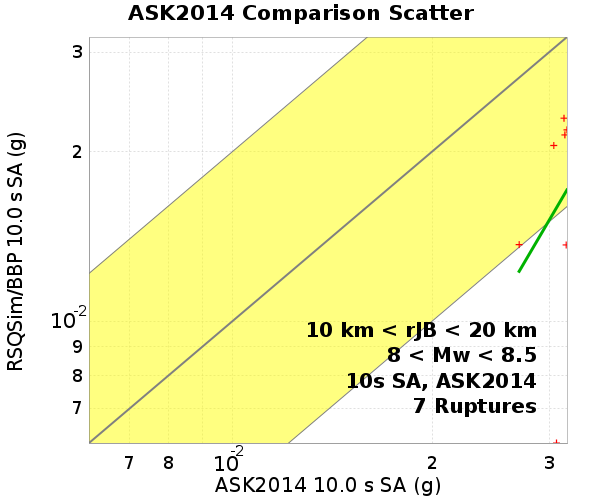 ASK2014 Comparison Scatter
RSQSim/BBP 10.0 s SA (g)
3
2
10-2
9
8
7
10 km < rJB < 20 km
8 < Mw < 8.5
10s SA, ASK2014
7 Ruptures
7 8 10-2 2 3
ASK2014 10.0 s SA (g)